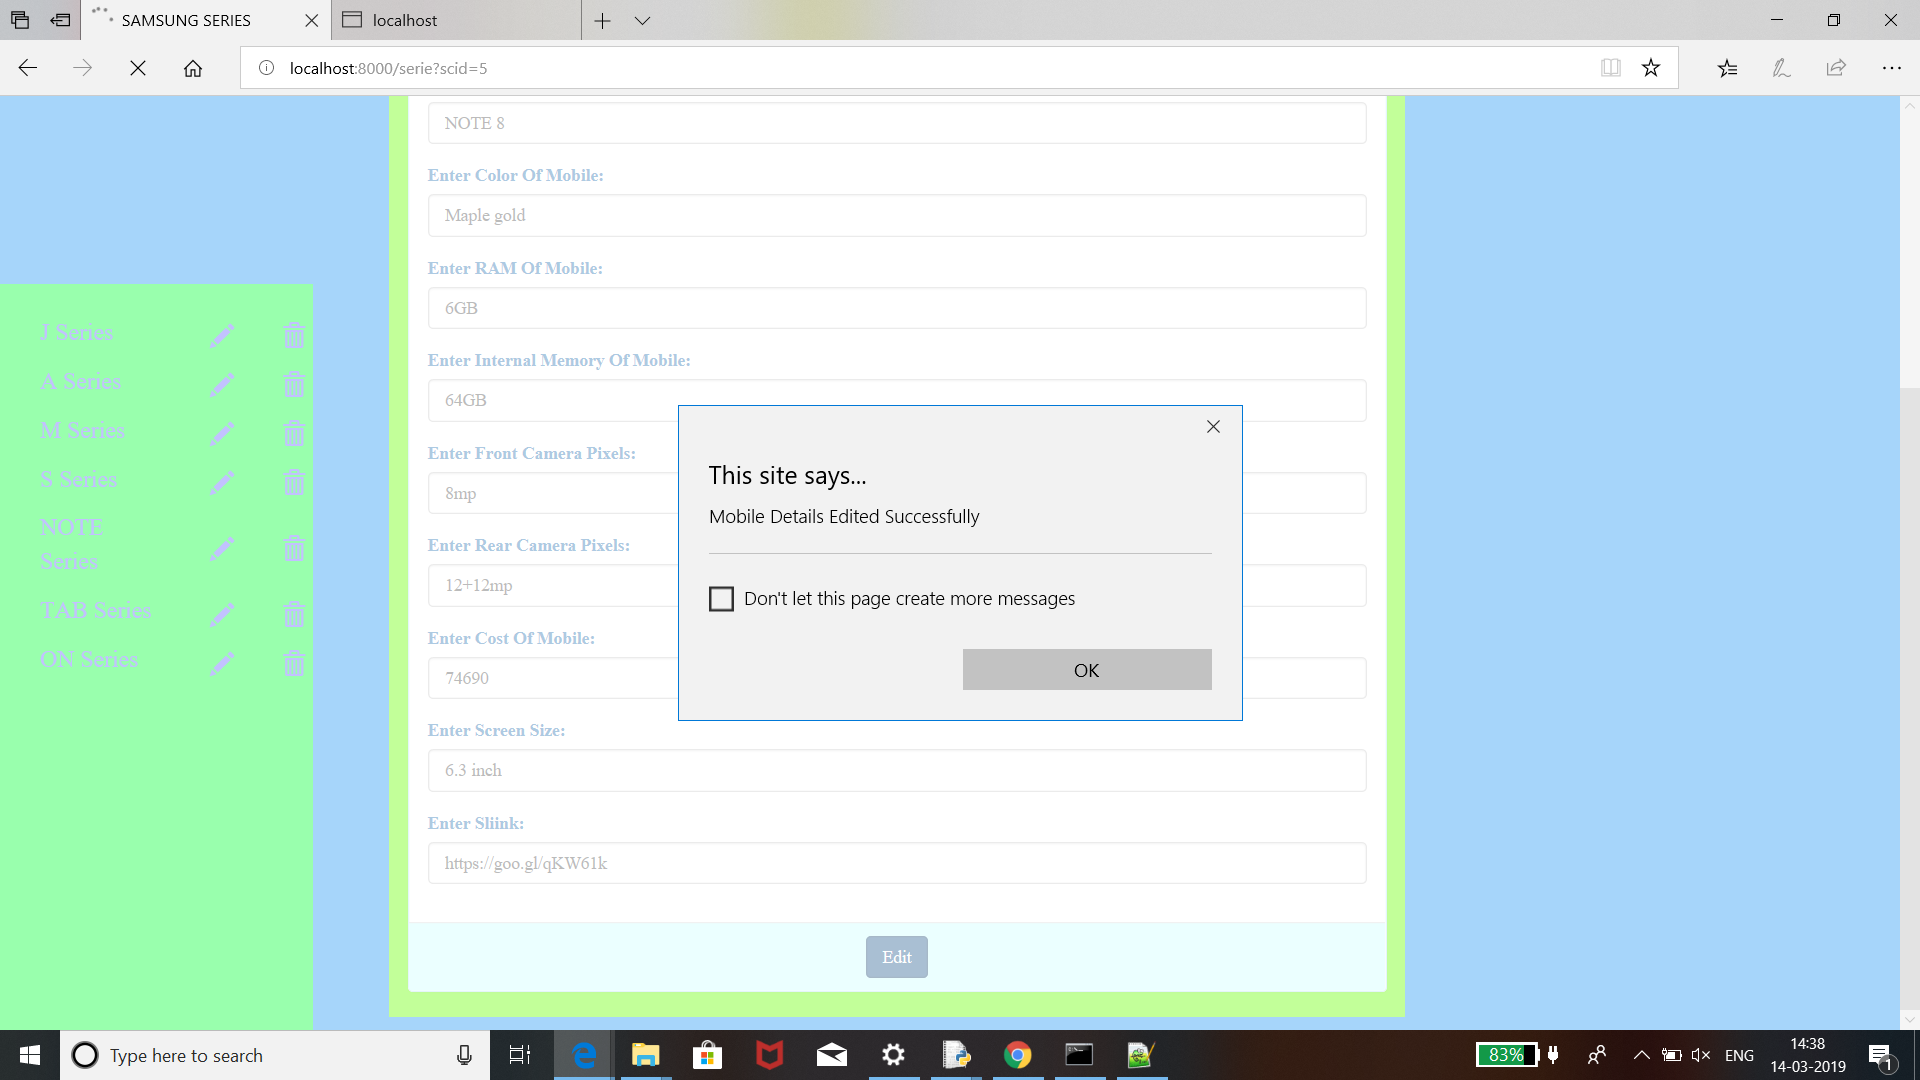 SAMSUNG SERIES
localhost
localhost:8000/serie?scid=5
NOTE 8
Enter Color Of Mobile:
Maple gold
Enter RAM Of Mobile:
6GB
Enter Internal Memory Of Mobile:
64GB
Enter Front Camera Pixels:
8mp
Enter Rear Camera Pixels:
12+12mp
Enter Cost Of Mobile:
74690
Enter Screen Size:
6.3 inch
Enter Sliink:
https://goo.gl/qKW61k
Edit
J Series
A Series
M Series
S Series
NOTE
Series
TAB Series
ON Series
This site says...
Mobile Details Edited Successfully
Don't let this page create more messages
OK
Type here to search
83%
ENG
14:38
14-03-2019
1